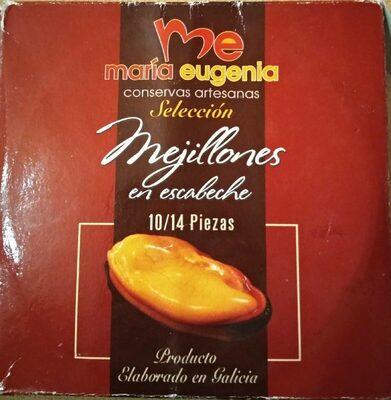 me
maría eugenia
conservas artesanas
Selección
Mejillones
en escabeche
10/14 Piezas
Producto
Elaborado en Galicia